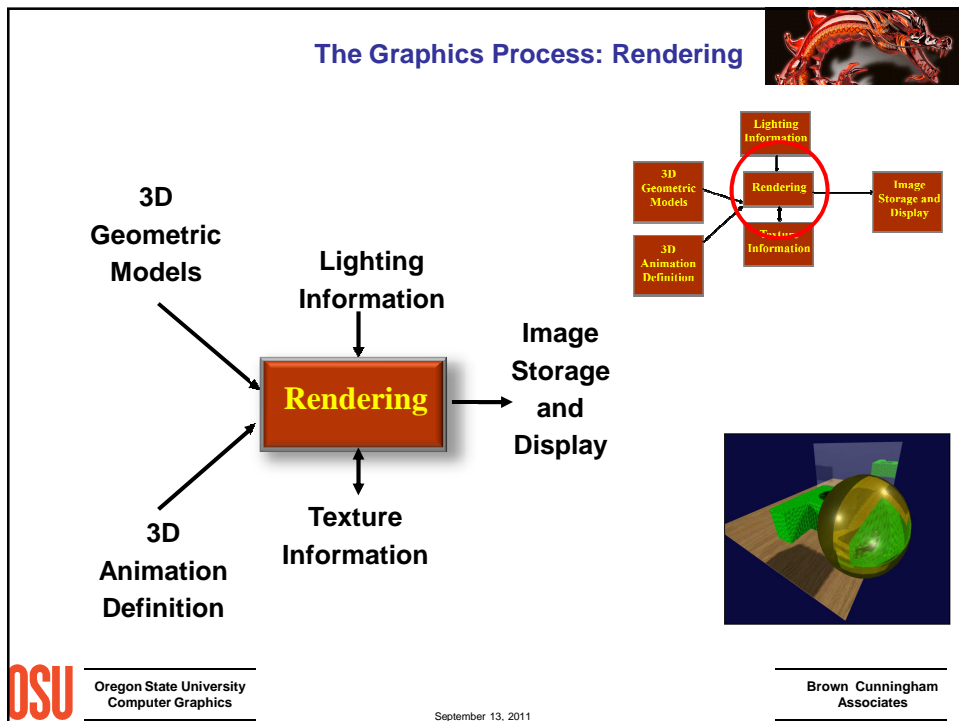 The Graphics Process: Rendering
3D
Geometric
Models
Lighting
Information
Rendering
Image
Storage
and
Display
3D
Animation
Definition
Texture
Information
Lighting
Information
3D
Geometric
Models
Rendering
Image
Storage and
Display
3D
Animation
Definition
Texture
Information
OSU
Oregon State University
Computer Graphics
September 13, 2011
Brown Cunningham
Associates